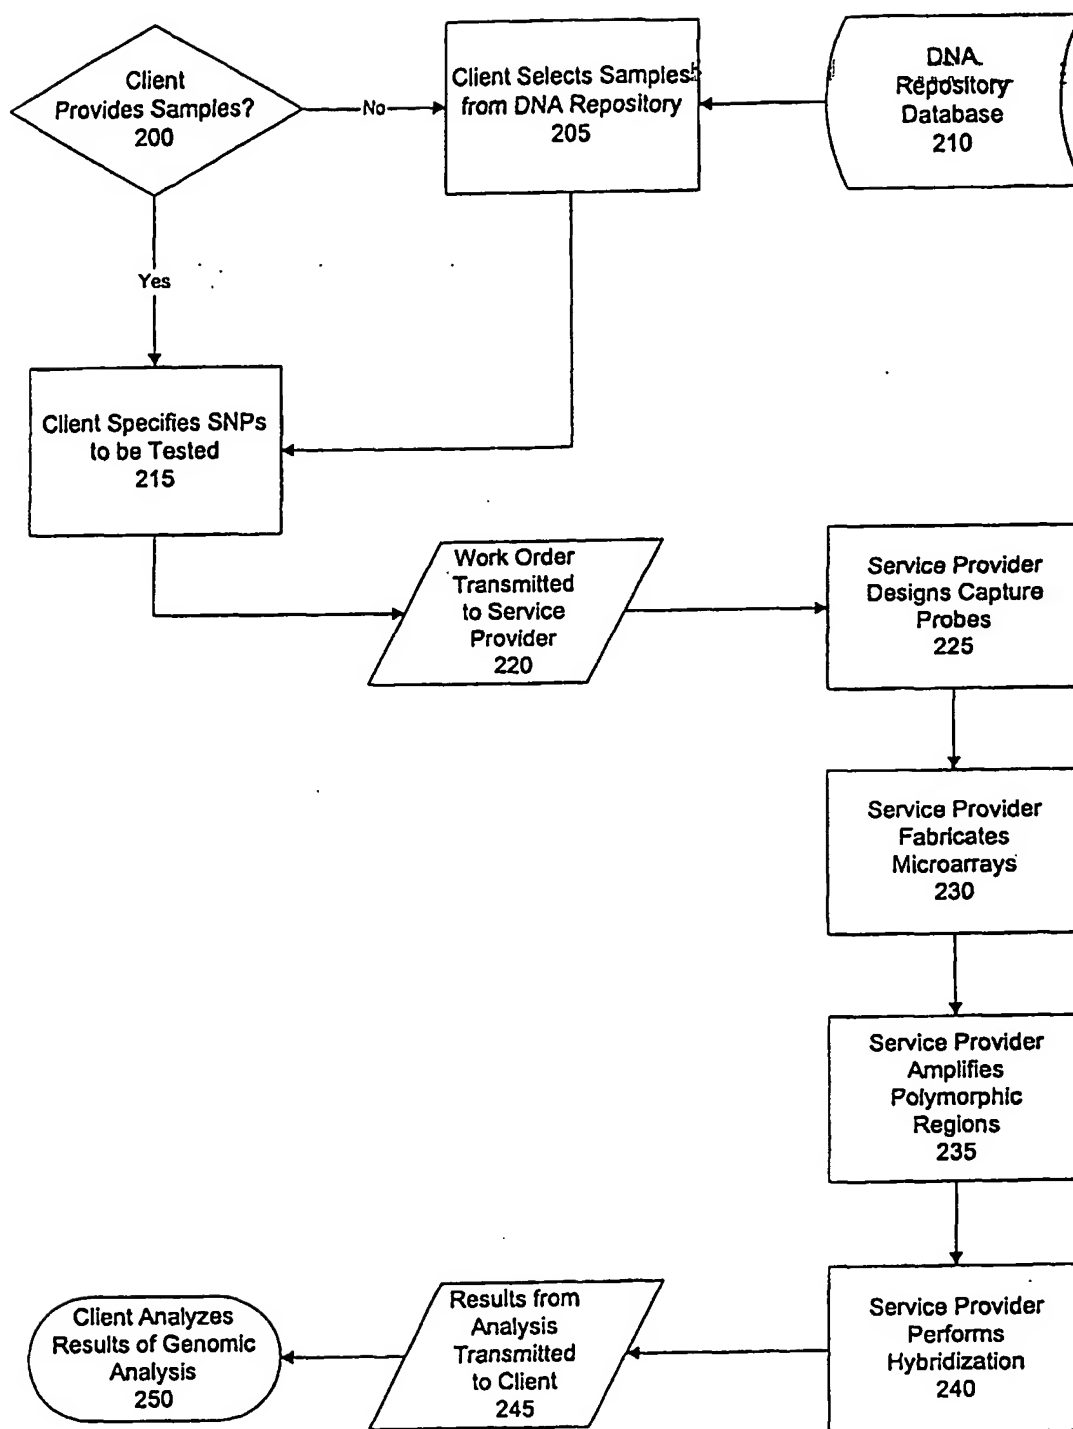 Client
Provides Samples?
200
No
Client Selects Samples
from DNA Repository
205
DNA
Repository
Database
210
Yes
Client Specifies SNPs
to be Tested
215
Work Order
Transmitted
to Service
Provider
220
Service Provider
Designs Capture
Probes
225
Service Provider
Fabricates
Microarrays
230
Service Provider
Amplifies
Polymorphic
Regions
235
Service Provider
Performs
Hybridization
240
Results from
Analysis
Transmitted
to Client
245
Client Analyzes
Results of Genomic
Analysis
250